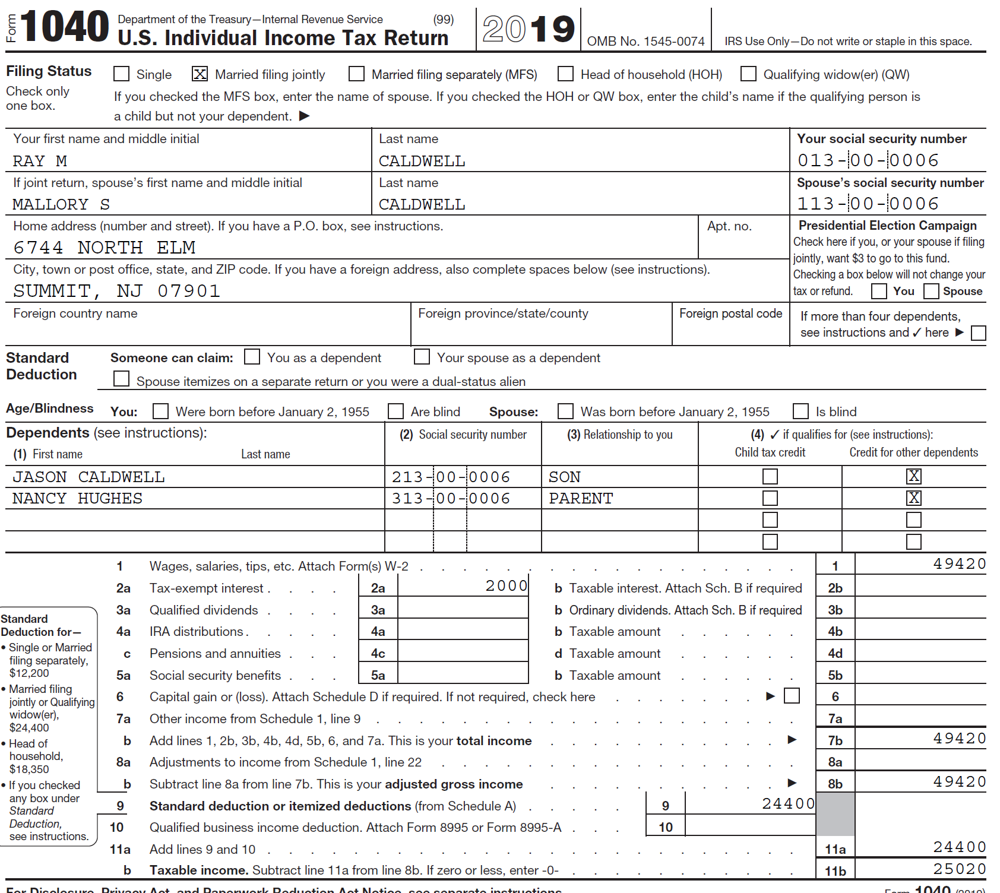 Form 1040 Department of the Treasury—Internal Revenue Service (99) U.S. Individual Income Tax Return 2019 OMB No. 1545-0074 IRS Use Only—Do not write or staple in this space.
Filing Status Check only one box.
Single X Married filing jointly Married filing separately (MFS) Head of household (HOH) Qualifying widow(er) (QW)
If you checked the MFS box, enter the name of spouse. If you checked the HOH or QW box, enter the child's name if the qualifying person is
a child but not your dependent. ▶
Your first name and middle initial Last name Your social security number
RAY M CALDWELL 013-00-0006
If joint return, spouse's first name and middle initial Last name Spouse's social security number
MALLORY S CALDWELL 113-00-0006
Home address (number and street). If you have a P.O. box, see instructions. Apt. no.
6744 NORTH ELM
City, town or post office, state, and ZIP code. If you have a foreign address, also complete spaces below (see instructions).
SUMMIT, NJ 07901
Presidential Election Campaign
Check here if you, or your spouse if filing
jointly, want $3 to go to this fund.
Checking a box below will not change your
tax or refund. You Spouse
Foreign country name Foreign province/state/county Foreign postal code
If more than four dependents,
see instructions and ✓ here ▶
Standard Deduction
Someone can claim: You as a dependent Your spouse as a dependent
Spouse itemizes on a separate return or you were a dual-status alien
Age/Blindness You: Were born before January 2, 1955 Are blind Spouse: Was born before January 2, 1955 Is blind
Dependents (see instructions): (2) Social security number (3) Relationship to you (4) ✓ if qualifies for (see instructions):
(1) First name Last name Child tax credit Credit for other dependents
JASON CALDWELL 213-00-0006 SON X
NANCY HUGHES 313-00-0006 PARENT X
1 Wages, salaries, tips, etc. Attach Form(s) W-2 1 49420
2a Tax-exempt interest 2a 2000 b Taxable interest. Attach Sch. B if required 2b
3a Qualified dividends 3a b Ordinary dividends. Attach Sch. B if required 3b
4a IRA distributions 4a b Taxable amount 4b
c Pensions and annuities 4c d Taxable amount 4d
5a Social security benefits 5a b Taxable amount 5b
6 Capital gain or (loss). Attach Schedule D if required. If not required, check here ▶ 6
7a Other income from Schedule 1, line 9 7a
b Add lines 1, 2b, 3b, 4b, 4d, 5b, 6, and 7a. This is your total income ▶ 7b 49420
8a Adjustments to income from Schedule 1, line 22 8a
b Subtract line 8a from line 7b. This is your adjusted gross income ▶ 8b 49420
9 Standard deduction or itemized deductions (from Schedule A) 9 24400
10 Qualified business income deduction. Attach Form 8995 or Form 8995-A 10
11a Add lines 9 and 10 11a 24400
b Taxable income. Subtract line 11a from line 8b. If zero or less, enter -0- 11b 25020
Standard
Deduction for—
• Single or Married
filing separately,
$12,200
• Married filing
jointly or Qualifying
widow(er),
$24,400
• Head of
household,
$18,350
• If you checked
any box under
Standard
Deduction,
see instructions.
For Disclosure, Privacy Act, and Paperwork Reduction Act Notice, see separate instructions. Form 1040 (2019)